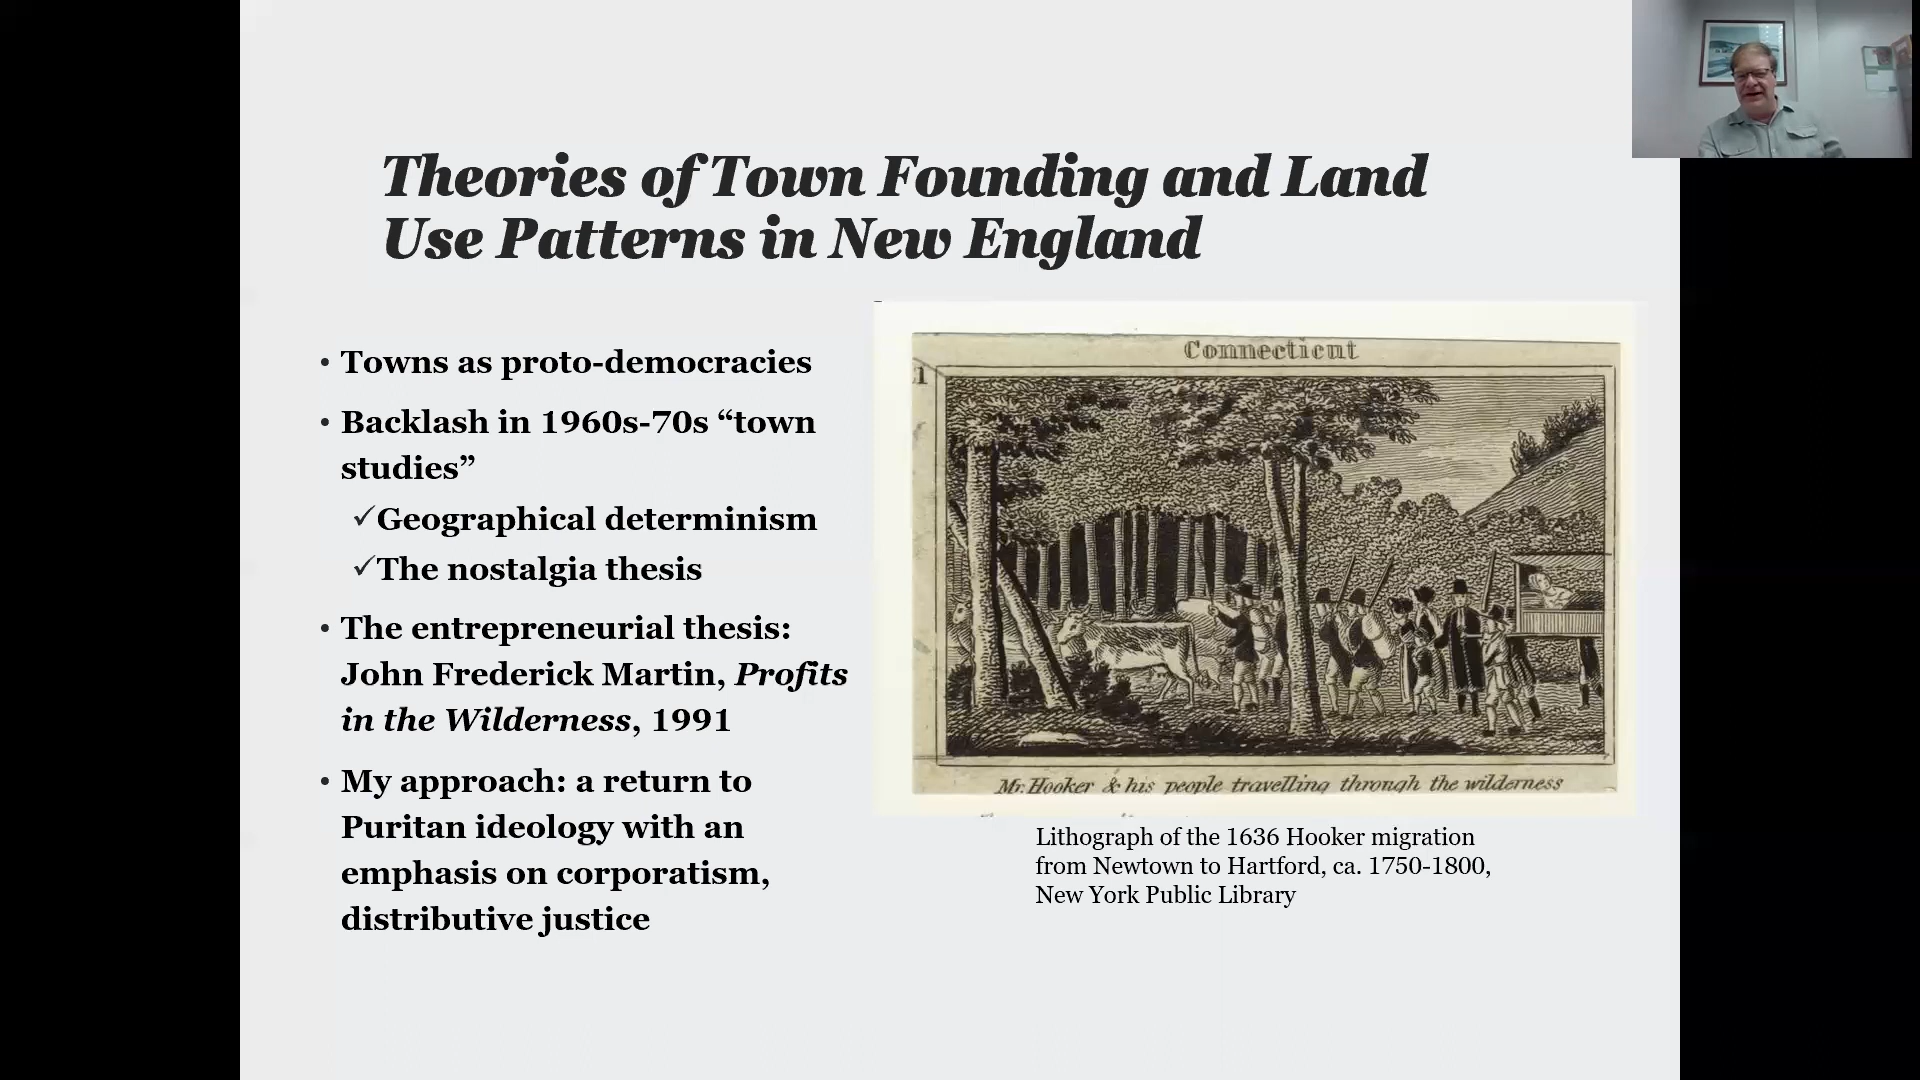 Theories of Town Founding and Land
Use Patterns in New England
• Towns as proto-democracies
• Backlash in 1960s-70s “town
studies”
✓Geographical determinism
✓The nostalgia thesis
• The entrepreneurial thesis:
John Frederick Martin, Profits
in the Wilderness, 1991
• My approach: a return to
Puritan ideology with an
emphasis on corporatism,
distributive justice
Connecticut
Mr. Hooker & his people travelling through the wilderness
Lithograph of the 1636 Hooker migration
from Newtown to Hartford, ca. 1750-1800,
New York Public Library